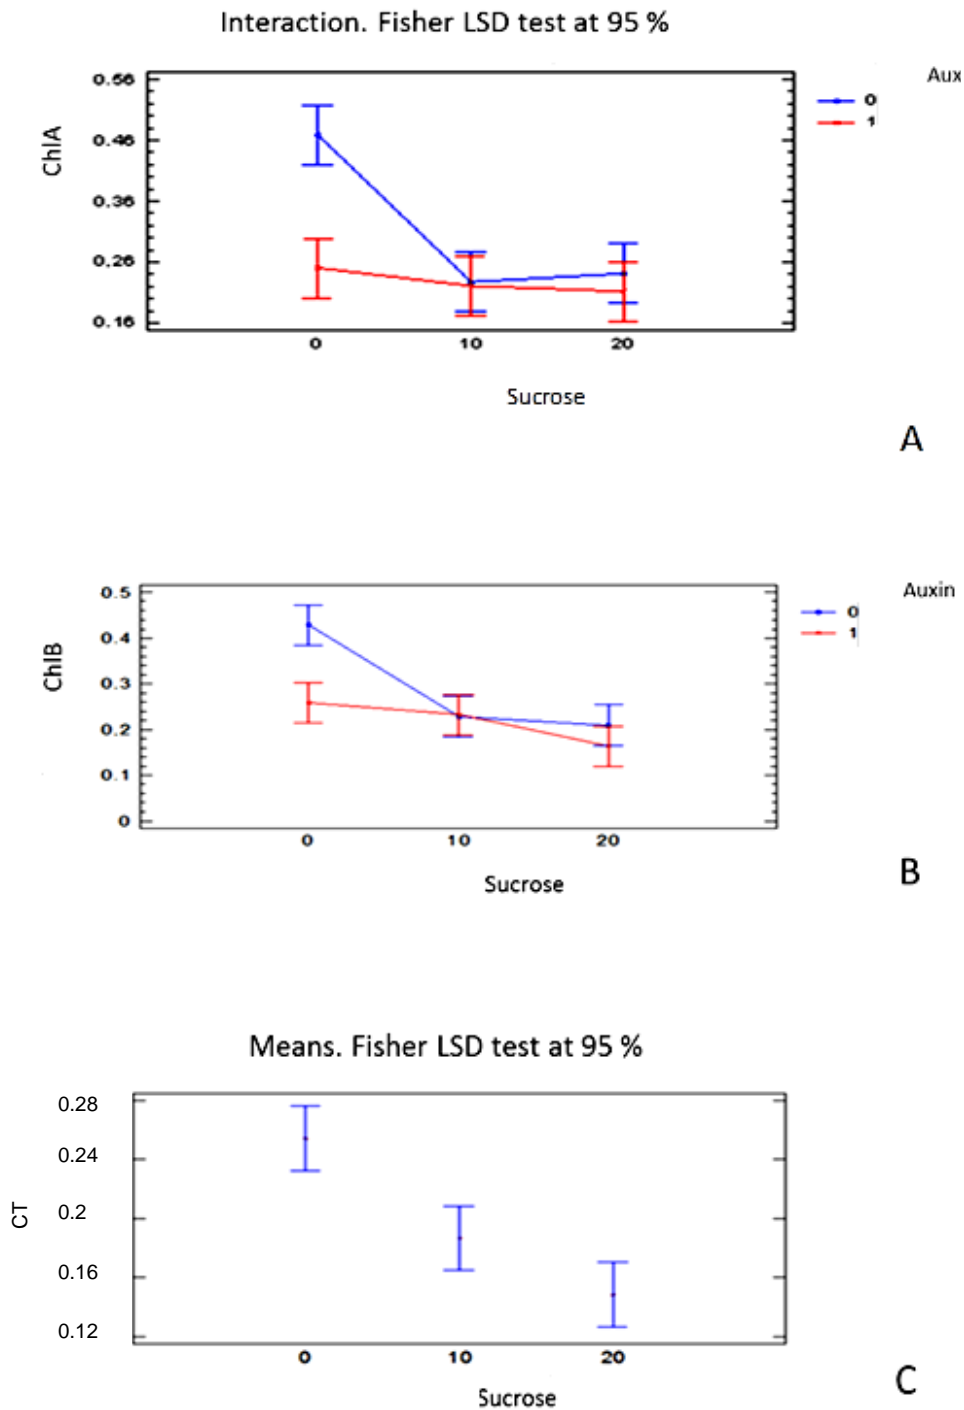 Interaction. Fisher LSD test at 95 %
Aux
0
1
ChlA
0.56
0.46
0.36
0.26
0.16
0 10 20
Sucrose
A
Auxin
0
1
ChlB
0.5
0.4
0.3
0.2
0.1
0
0 10 20
Sucrose
B
Means. Fisher LSD test at 95 %
CT
0.28
0.24
0.2
0.16
0.12
0 10 20
Sucrose
C